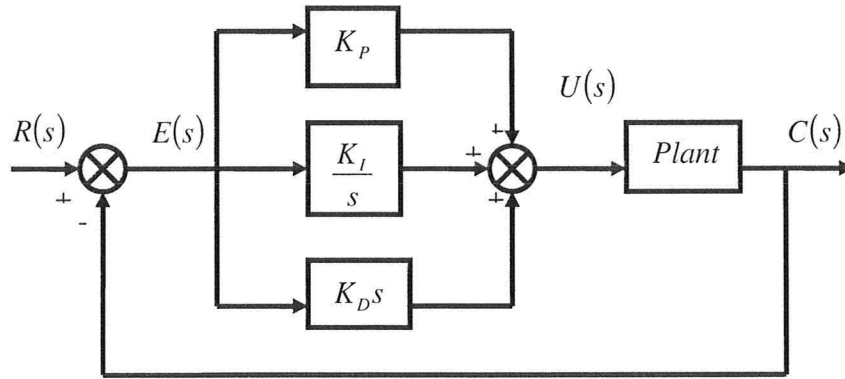 K_P
U(s)
R(s)
E(s)
C(s)
+
+
K_I
s
Plant
+
+
-
K_D s